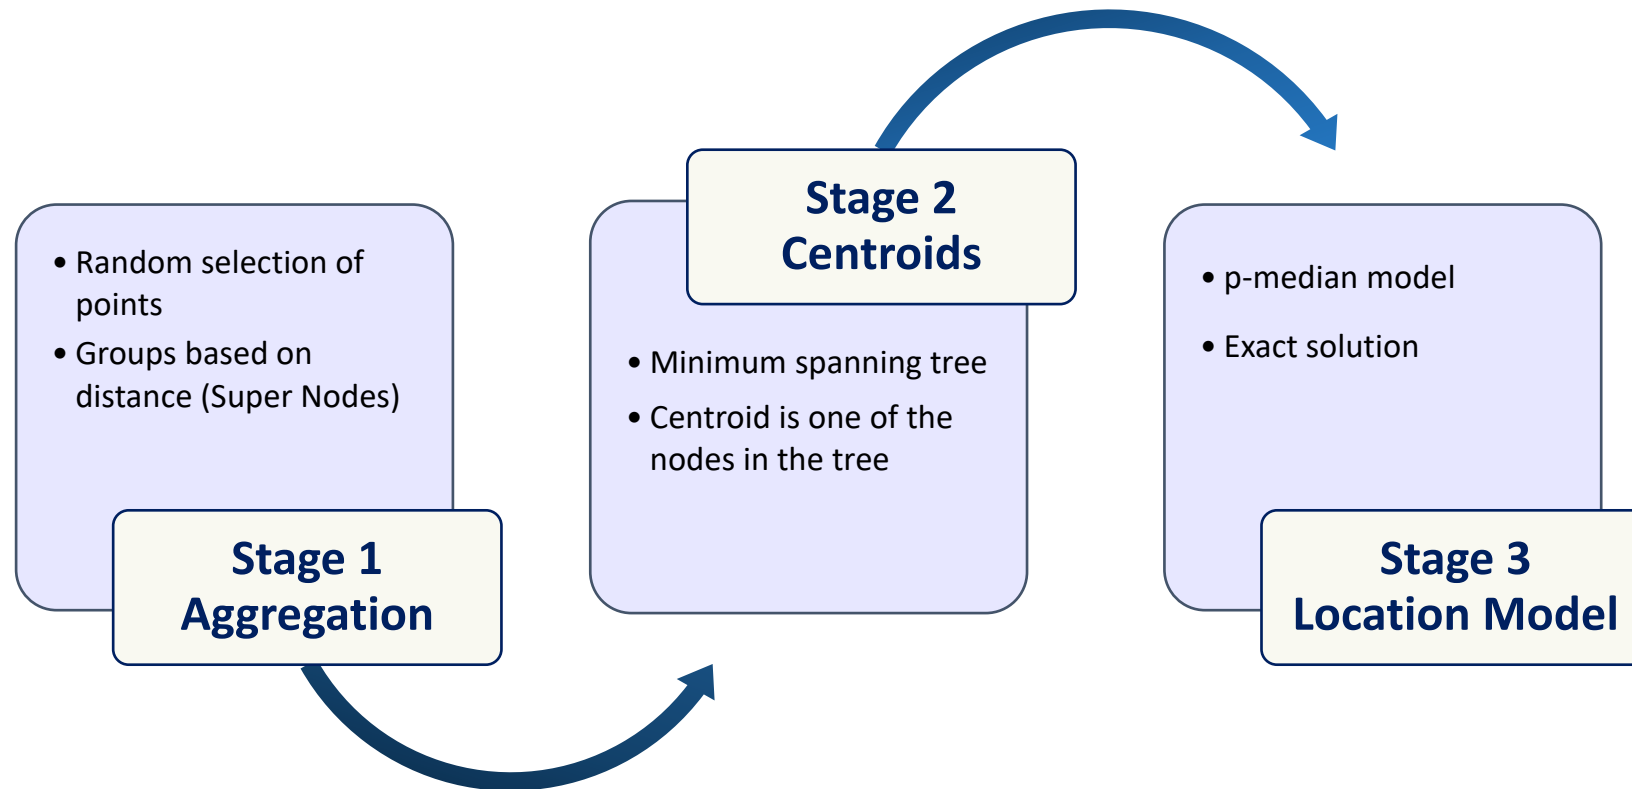 • Random selection of
points
• Groups based on
distance (Super Nodes)
Stage 1
Aggregation
Stage 2
Centroids
• Minimum spanning tree
• Centroid is one of the
nodes in the tree
• p-median model
• Exact solution
Stage 3
Location Model